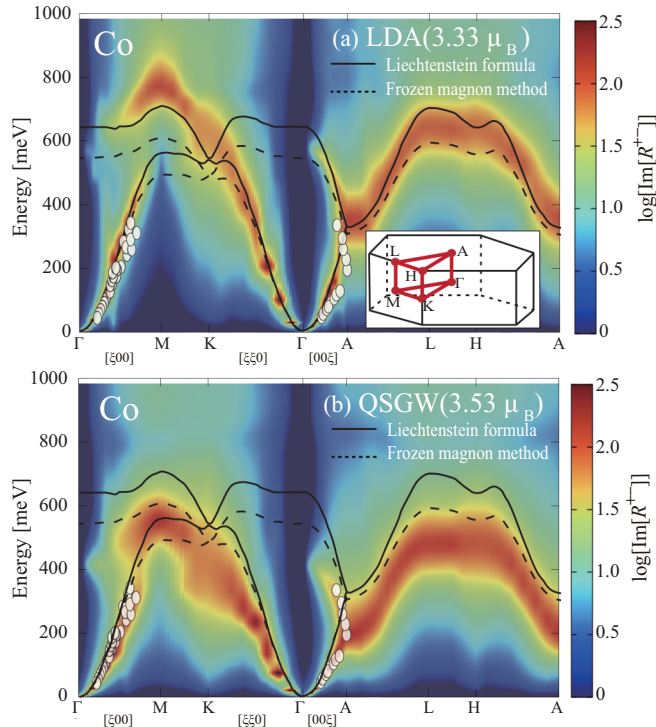 Co
(a) LDA(3.33 μB)
Liechtenstein formula
Frozen magnon method
1000
800
600
400
200
0
Energy [meV]
L
A
H
Γ
M
K
Γ M K Γ A L H A
[ξ00] [ξξ0] [00ξ]
2.5
2.0
1.5
1.0
0.5
log[Im[R+−]
Co
(b) QSGW(3.53 μB)
Liechtenstein formula
Frozen magnon method
1000
800
600
400
200
0
Energy [meV]
Γ M K Γ A L H A
[ξ00] [ξξ0] [00ξ]
2.5
2.0
1.5
1.0
0.5
log[Im[R+−]